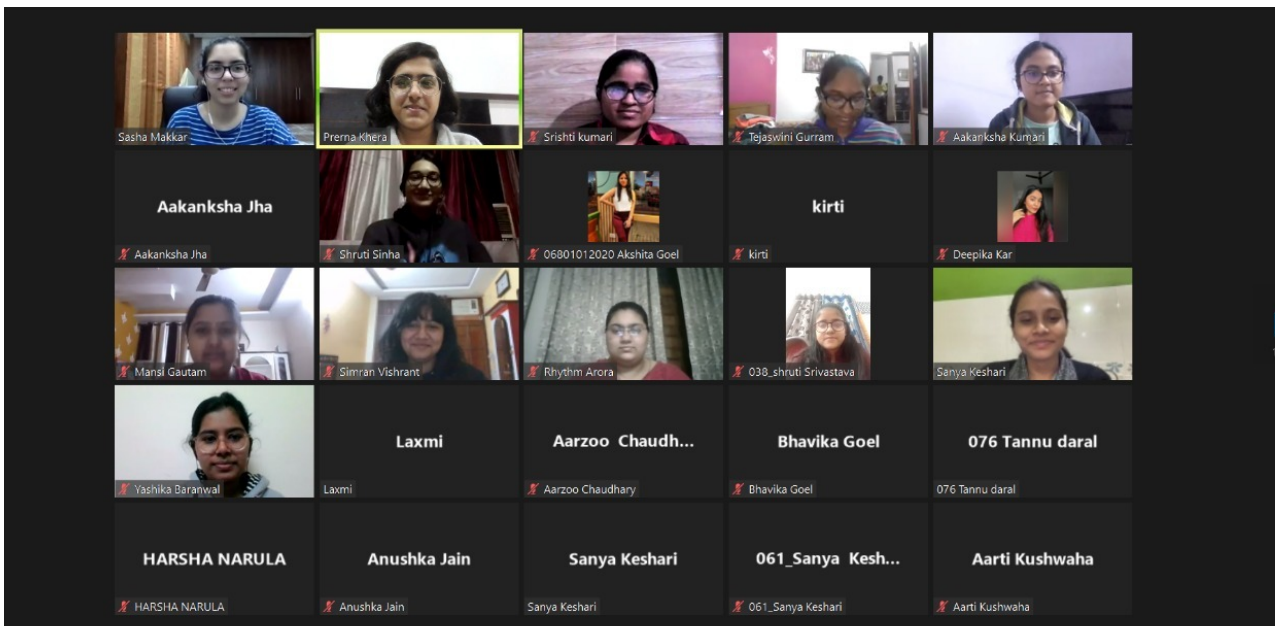 Sasha Makkar
Prerna Khera
Srishti kumari
Tejaswini Gurram
Aakanksha Kumari
Aakanksha Jha
Aakanksha Jha
Shruti Sinha
06801012020 Akshita Goel
kirti
kirti
Deepika Kar
Mansi Gautam
Simran Vishrant
Rhythm Arora
038_shruti Srivastava
Sanya Keshari
Yashika Baranwal
Laxmi
Laxmi
Aarzoo Chaudh...
Aarzoo Chaudhary
Bhavika Goel
Bhavika Goel
076 Tannu daral
076 Tannu daral
HARSHA NARULA
HARSHA NARULA
Anushka Jain
Anushka Jain
Sanya Keshari
Sanya Keshari
061_Sanya Kesh...
061_Sanya Keshari
Aarti Kushwaha
Aarti Kushwaha